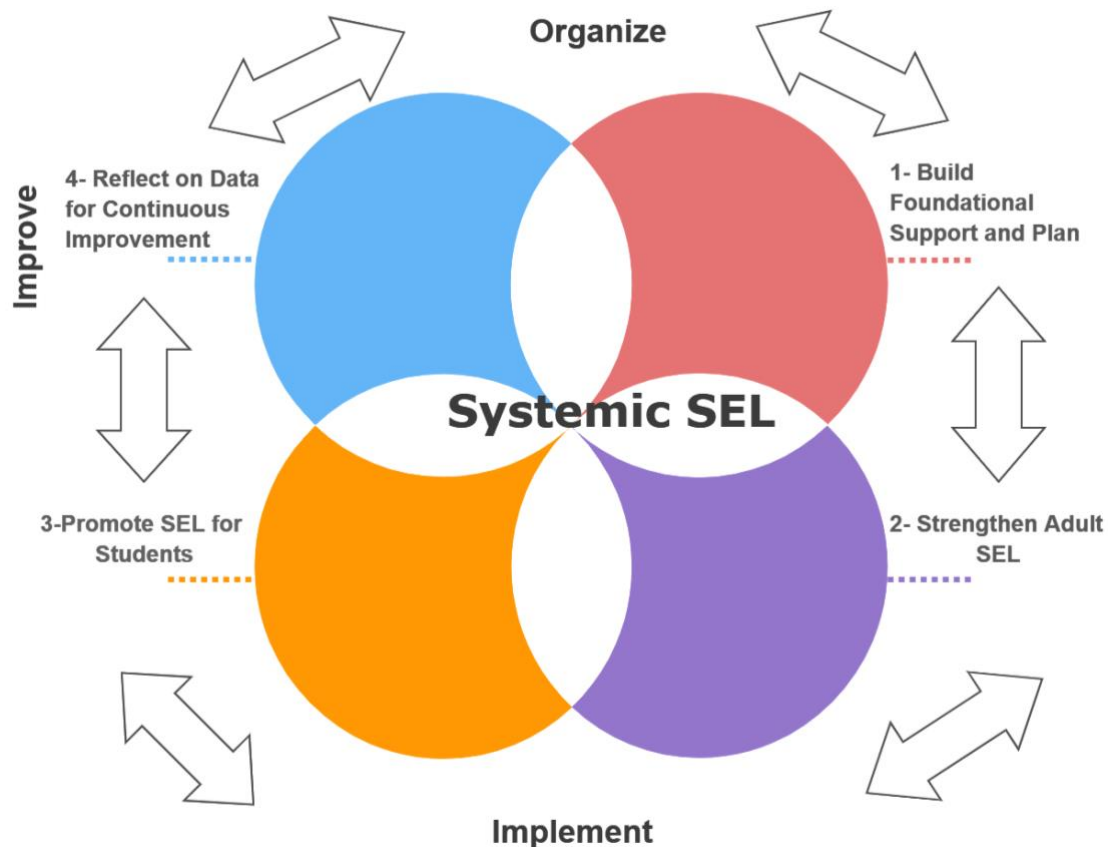 Organize
4- Reflect on Data
for Continuous
Improvement
1- Build
Foundational
Support and Plan
Improve
Systemic SEL
3-Promote SEL for
Students
2- Strengthen Adult
SEL
Implement